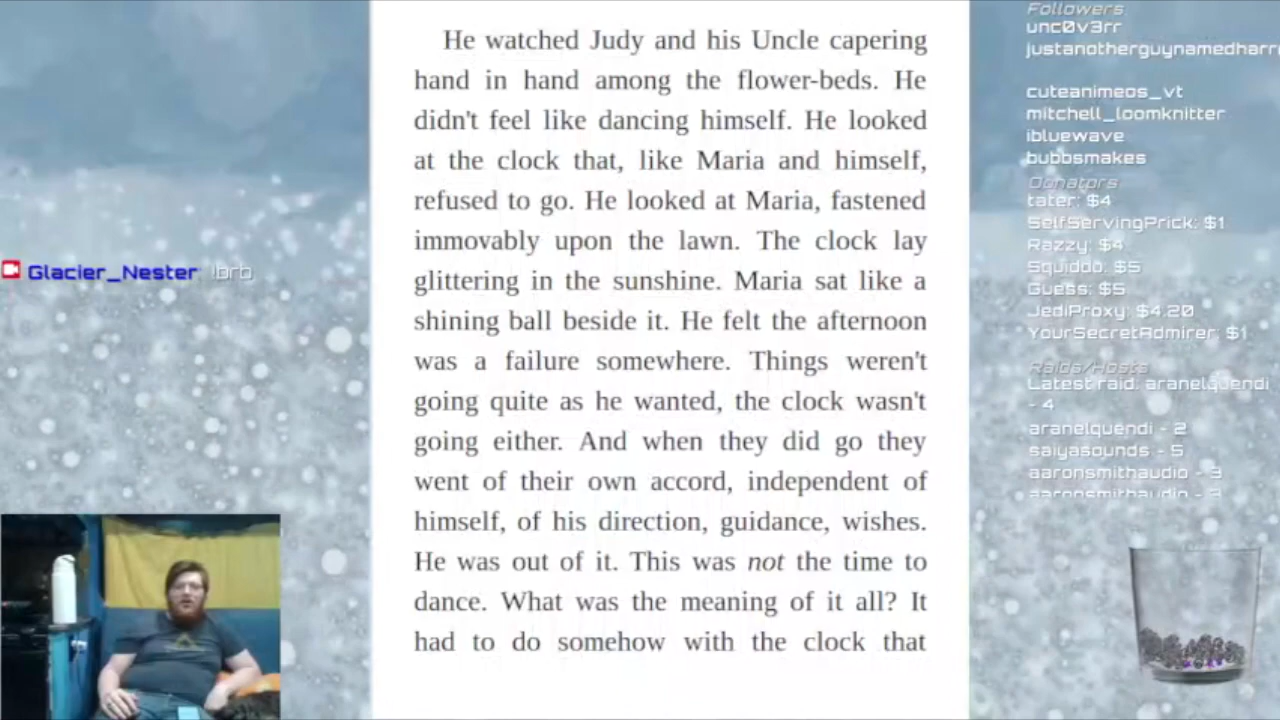 He watched Judy and his Uncle capering
hand in hand among the flower-beds. He
didn't feel like dancing himself. He looked
at the clock that, like Maria and himself,
refused to go. He looked at Maria, fastened
immovably upon the lawn. The clock lay
glittering in the sunshine. Maria sat like a
shining ball beside it. He felt the afternoon
was a failure somewhere. Things weren't
going quite as he wanted, the clock wasn't
going either. And when they did go they
went of their own accord, independent of
himself, of his direction, guidance, wishes.
He was out of it. This was not the time to
dance. What was the meaning of it all? It
had to do somehow with the clock that
Glacier_Nester: !brb
Followers
unc0v3rr
justanotherguynamedharr
cuteanimeos_vt
mitchell_loomknitter
ibluewave
bubbsmakes
Donators
tater: $4
SelfServingPrick: $1
Razzy: $4
Squiddo: $5
Guess: $5
JediProxy: $4.20
YourSecretAdmirer: $1
Raids/Hosts
Latest raid: aranelquendi
- 4
aranelquendi - 2
saiyasounds - 5
aaronsmithaudio - 3
aaronsmithaudio - 3